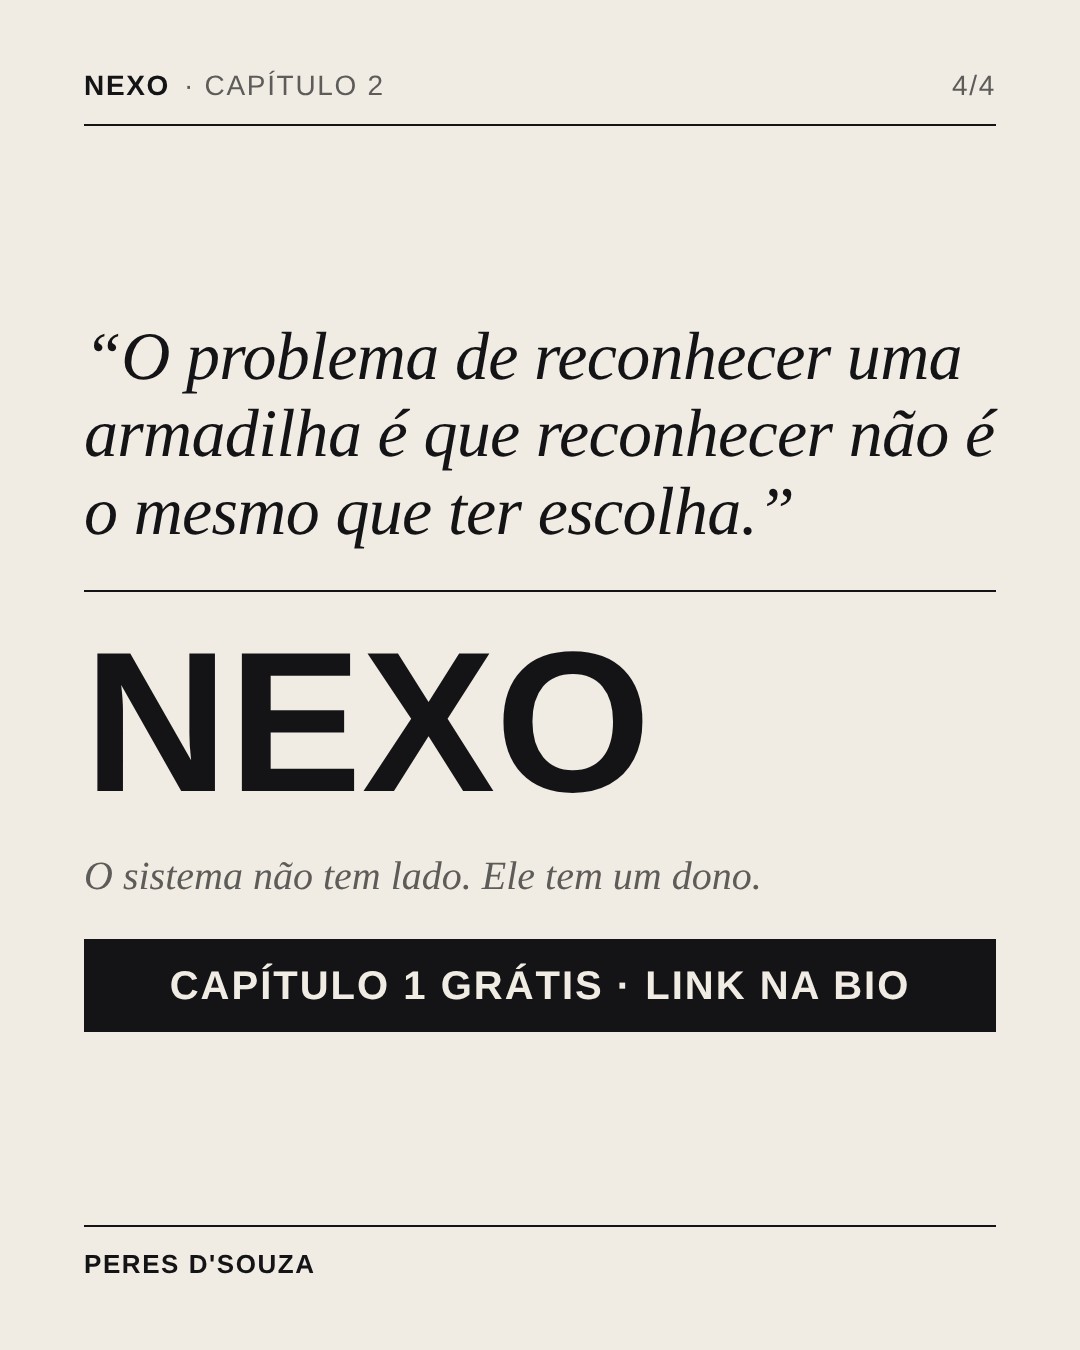 NEXO · CAPÍTULO 2
4/4
“O problema de reconhecer uma
armadilha é que reconhecer não é
o mesmo que ter escolha.”
NEXO
O sistema não tem lado. Ele tem um dono.
CAPÍTULO 1 GRÁTIS · LINK NA BIO
PERES D'SOUZA